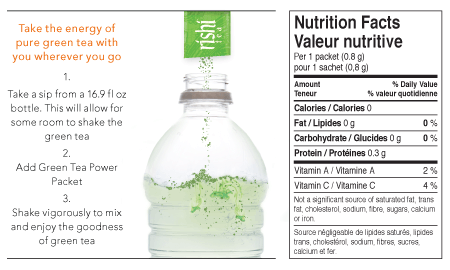 Take the energy of
pure green tea with
you wherever you go
1.
Take a sip from a 16.9 fl oz
bottle. This will allow for
some room to shake the
green tea
2.
Add Green Tea Power
Packet
3.
Shake vigorously to mix
and enjoy the goodness
of green tea
rishi
tea
Nutrition Facts
Valeur nutritive
Per 1 packet (0.8 g)
pour 1 sachet (0,8 g)
Amount % Daily Value
Teneur % valeur quotidienne
Calories / Calories 0
Fat / Lipides 0 g 0 %
Carbohydrate / Glucides 0 g 0 %
Protein / Protéines 0.3 g
Vitamin A / Vitamine A 2 %
Vitamin C / Vitamine C 4 %
Not a significant source of saturated fat, trans
fat, cholesterol, sodium, fibre, sugars, calcium
or iron.
Source négligeable de lipides saturés, lipides
trans, cholestérol, sodium, fibres, sucres,
calcium et fer.